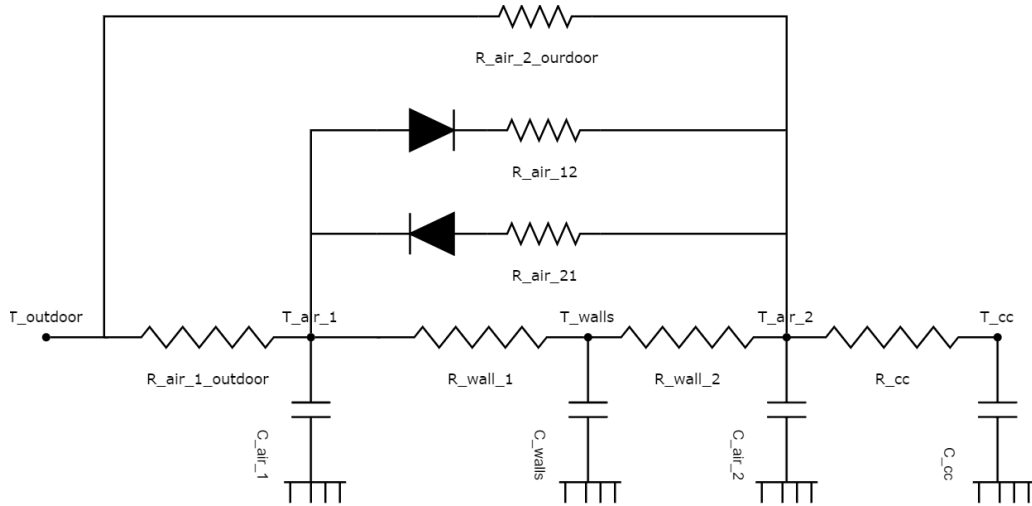 R_air_2_ourdoor
R_air_12
R_air_21
T_outdoor
T_air_1
T_walls
T_air_2
T_cc
R_air_1_outdoor
R_wall_1
R_wall_2
R_cc
C_air_1
C_walls
C_air_2
C_cc